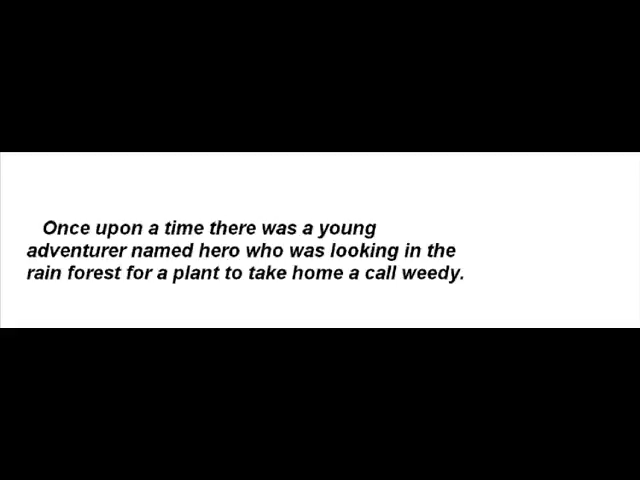 Once upon a time there was a young
adventurer named hero who was looking in the
rain forest for a plant to take home a call weedy.